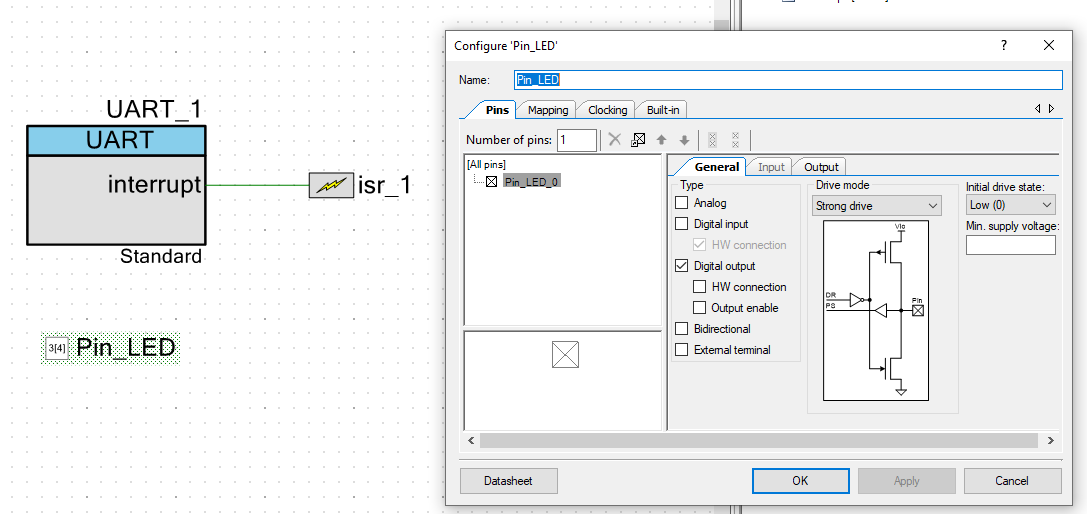 UART_1
UART
interrupt
isr_1
Standard
3[4] Pin_LED
Configure 'Pin_LED'
? 
Name: Pin_LED
Pins Mapping Clocking Built-in
Number of pins: 1
[All pins]
Pin_LED_0
General Input Output
Type
Analog
Digital input
HW connection
Digital output
HW connection
Output enable
Bidirectional
External terminal
Drive mode
Strong drive
Vio
DR
PS
Pin
Initial drive state:
Low (0)
Min. supply voltage:
Datasheet OK Apply Cancel